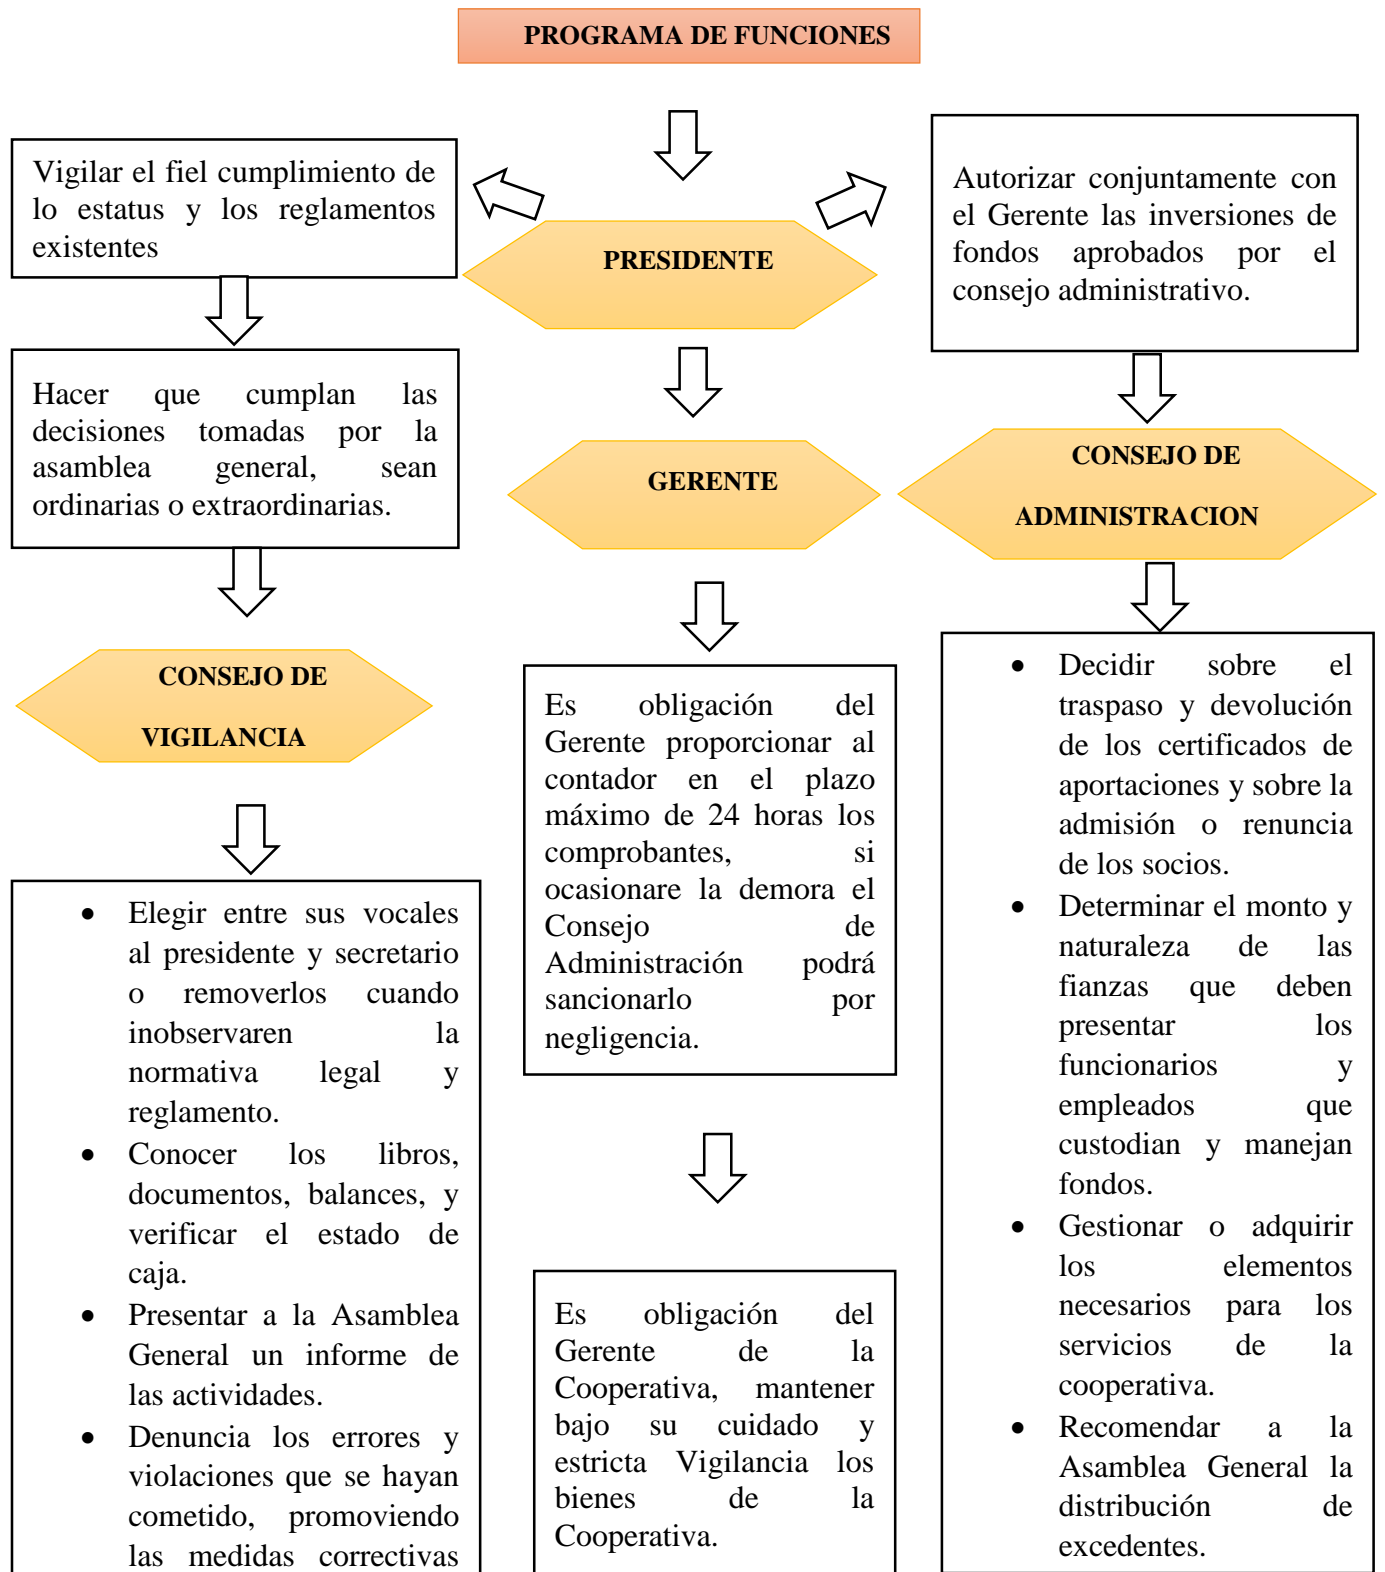 PROGRAMA DE FUNCIONES
Vigilar el fiel cumplimiento de
lo estatus y los reglamentos
existentes
PRESIDENTE
Autorizar conjuntamente con
el Gerente las inversiones de
fondos aprobados por el
consejo administrativo.
Hacer que cumplan las
decisiones tomadas por la
asamblea general, sean
ordinarias o extraordinarias.
GERENTE
CONSEJO DE
ADMINISTRACION
CONSEJO DE
VIGILANCIA
Es obligación del
Gerente proporcionar al
contador en el plazo
máximo de 24 horas los
comprobantes, si
ocasionare la demora el
Consejo de
Administración podrá
sancionarlo por
negligencia.
• Decidir sobre el
traspaso y devolución
de los certificados de
aportaciones y sobre la
admisión o renuncia
de los socios.
• Determinar el monto y
naturaleza de las
fianzas que deben
presentar los
funcionarios y
empleados que
custodian y manejan
fondos.
• Gestionar o adquirir
los elementos
necesarios para los
servicios de la
cooperativa.
• Recomendar a la
Asamblea General la
distribución de
excedentes.
• Elegir entre sus vocales
al presidente y secretario
o removerlos cuando
inobservaren la
normativa legal y
reglamento.
• Conocer los libros,
documentos, balances, y
verificar el estado de
caja.
• Presentar a la Asamblea
General un informe de
las actividades.
• Denuncia los errores y
violaciones que se hayan
cometido, promoviendo
las medidas correctivas
Es obligación del
Gerente de la
Cooperativa, mantener
bajo su cuidado y
estricta Vigilancia los
bienes de la
Cooperativa.